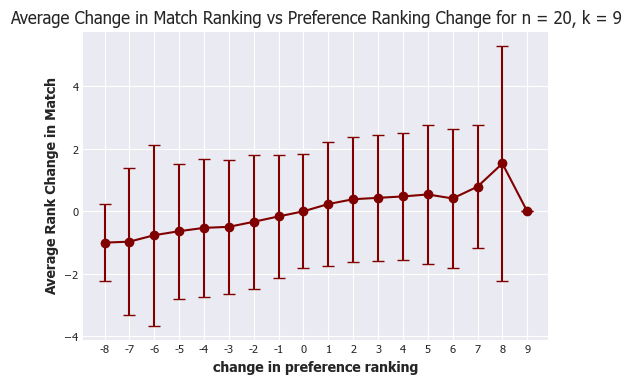 Average Change in Match Ranking vs Preference Ranking Change for n = 20, k = 9
Average Rank Change in Match
4
2
0
−2
−4
-8 -7 -6 -5 -4 -3 -2 -1 0 1 2 3 4 5 6 7 8 9
change in preference ranking